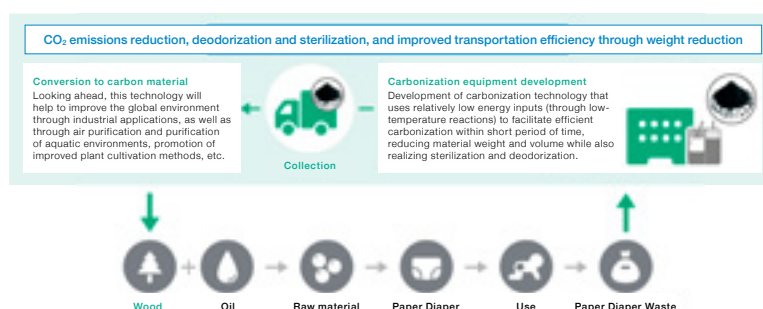 CO₂ emissions reduction, deodorization and sterilization, and improved transportation efficiency through weight reduction
Conversion to carbon material
Looking ahead, this technology will
help to improve the global environment
through industrial applications, as well as
through air purification and purification
of aquatic environments, promotion of
improved plant cultivation methods, etc.
Collection
Carbonization equipment development
Development of carbonization technology that
uses relatively low energy inputs (through low-
temperature reactions) to facilitate efficient
carbonization within short period of time,
reducing material weight and volume while also
realizing sterilization and deodorization.
Wood
Oil
Raw material
Paper Diaper
Use
Paper Diaper Waste